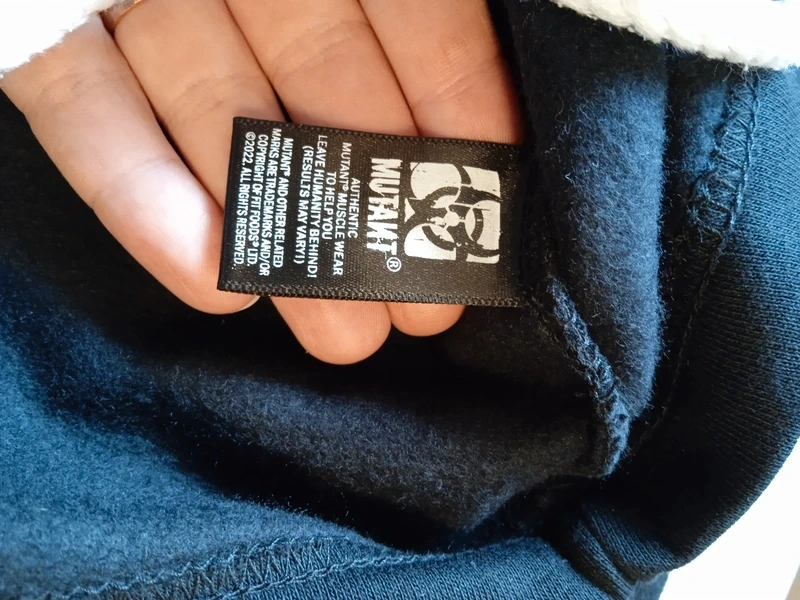 MUTANT®
AUTHENTIC
MUTANT® MUSCLE WEAR
TO HELP YOU
LEAVE HUMANITY BEHIND!
(RESULTS MAY VARY!)
MUTANT® AND OTHER RELATED
MARKS ARE TRADEMARKS AND/OR
COPYRIGHT OF FIT FOODS® LTD.
©2022. ALL RIGHTS RESERVED.